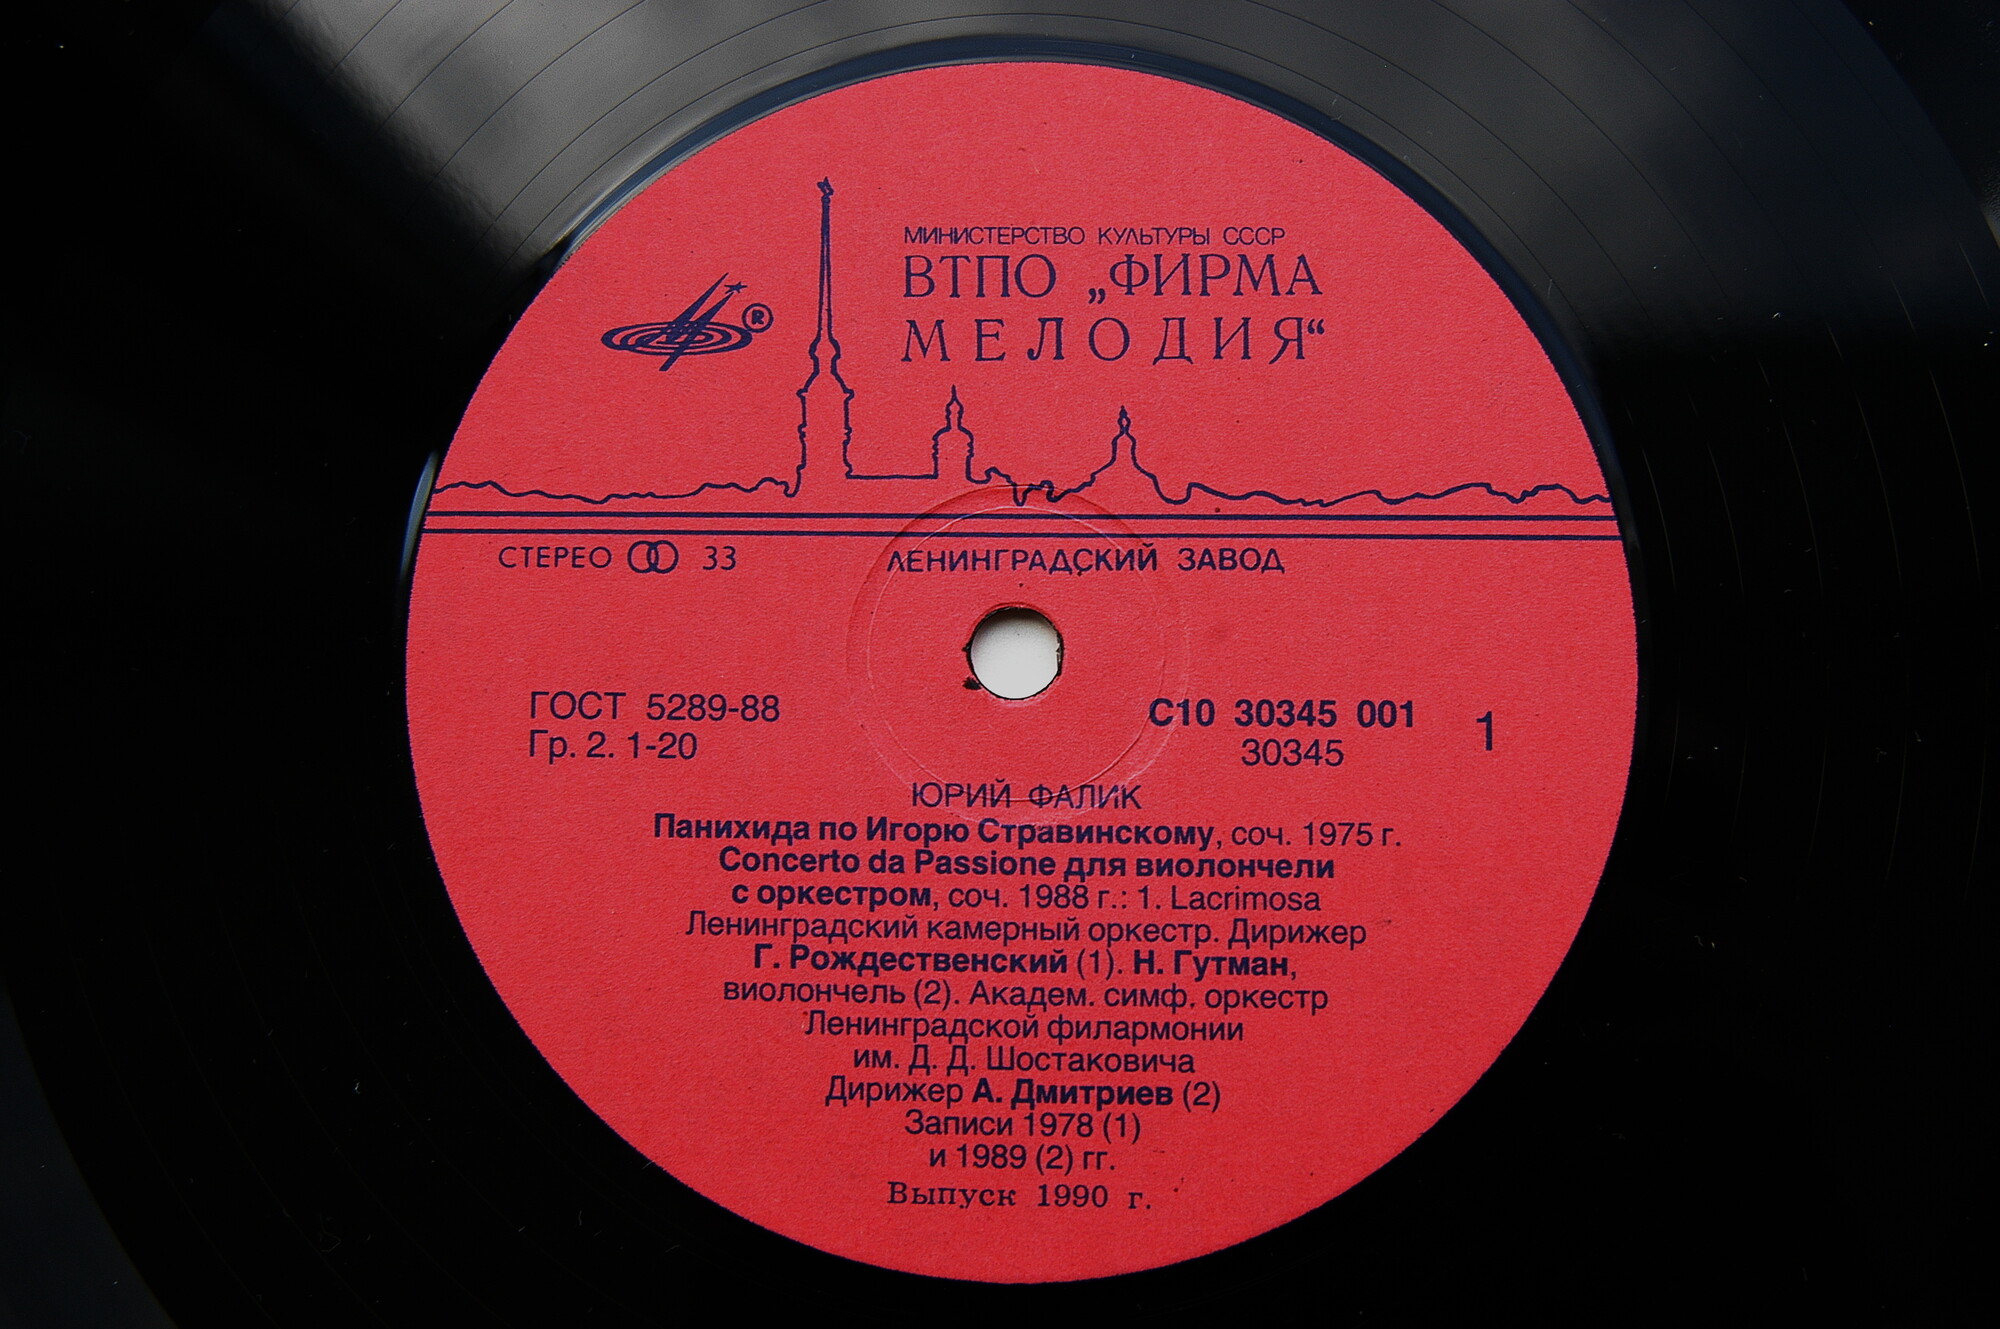 МИНИСТЕРСТВО КУЛЬТУРЫ СССР
ВТПО „ФИРМА
МЕЛОДИЯ“
®
СТЕРЕО 33
ЛЕНИНГРАДСКИЙ ЗАВОД
ГОСТ 5289-88
Гр. 2. 1-20
С10 30345 001
30345
1
ЮРИЙ ФАЛИК
Панихида по Игорю Стравинскому, соч. 1975 г.
Concerto da Passione для виолончели
с оркестром, соч. 1988 г.: 1. Lacrimosa
Ленинградский камерный оркестр. Дирижер
Г. Рождественский (1). Н. Гутман,
виолончель (2). Академ. симф. оркестр
Ленинградской филармонии
им. Д. Д. Шостаковича
Дирижер А. Дмитриев (2)
Записи 1978 (1)
и 1989 (2) гг.
Выпуск 1990 г.